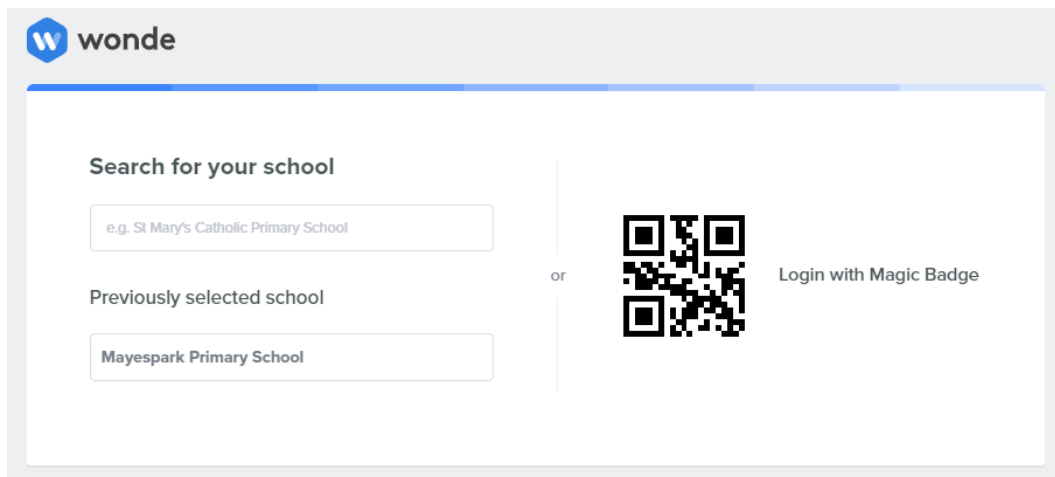 wonde
Search for your school
e.g. St Mary's Catholic Primary School
Previously selected school
Mayespark Primary School
or
Login with Magic Badge